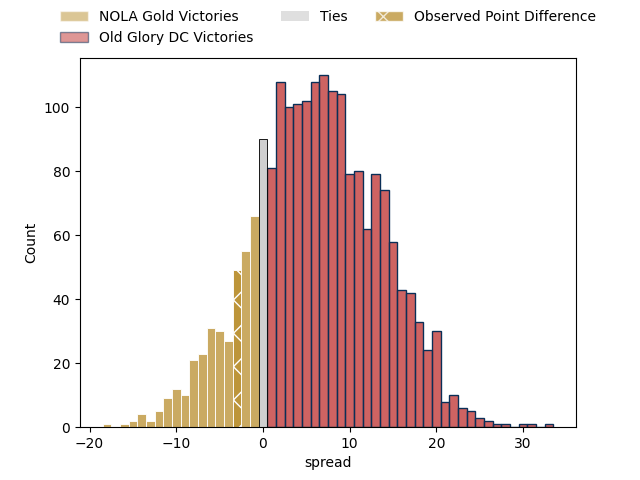 NOLA Gold Victories
Old Glory DC Victories
Ties
Observed Point Difference
Count
100
80
60
40
20
0
−20
−10
0
10
20
30
spread